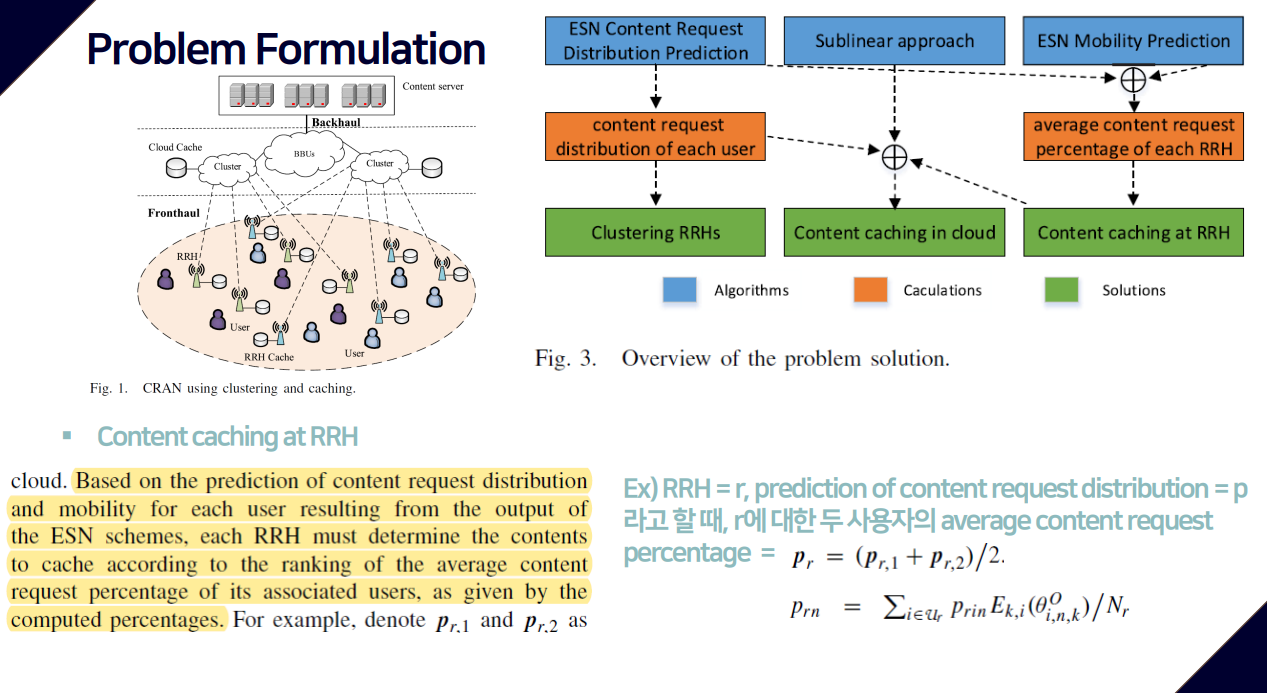 Problem Formulation
Content server
Backhaul
Cloud Cache
BBUs
Cluster
Cluster
Fronthaul
RRH
User
RRH Cache
User
Fig. 1. CRAN using clustering and caching.
ESN Content Request
Distribution Prediction
Sublinear approach
ESN Mobility Prediction
content request
distribution of each user
average content request
percentage of each RRH
Clustering RRHs
Content caching in cloud
Content caching at RRH
Algorithms
Caculations
Solutions
Fig. 3. Overview of the problem solution.
▪ Content caching at RRH
cloud. Based on the prediction of content request distribution
and mobility for each user resulting from the output of
the ESN schemes, each RRH must determine the contents
to cache according to the ranking of the average content
request percentage of its associated users, as given by the
computed percentages. For example, denote p_{r,1} and p_{r,2} as
Ex) RRH = r, prediction of content request distribution = p
라고 할 때, r에 대한 두 사용자의 average content request
percentage = p_r = (p_{r,1} + p_{r,2})/2.
p_{rn} = ∑_{i∈𝒰_r} p_{rin} E_{k,i}(θ^O_{i,n,k})/N_r